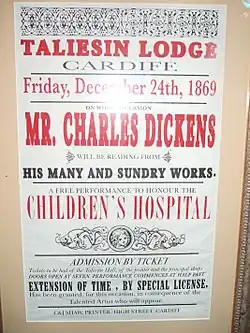 TALIESIN LODGE
CARDIFF.
Friday, December 24th, 1869
ON WHICH OCCASION
MR. CHARLES DICKENS
WILL BE READING FROM
HIS MANY AND SUNDRY WORKS.
A FREE PERFORMANCE TO HONOUR THE
CHILDREN'S HOSPITAL
ADMISSION BY TICKET
Tickets to be had of the Taliesin Hall, of the printer and the principal shops
DOORS OPEN AT SEVEN. PERFORMANCE COMMENCES AT HALF PAST
EXTENSION OF TIME, BY SPECIAL LICENSE.
Has been granted, for this occasion, in consequence of the
Talented Artist who will appear.
SHAW, PRINTER, HIGH STREET, CARDIFF